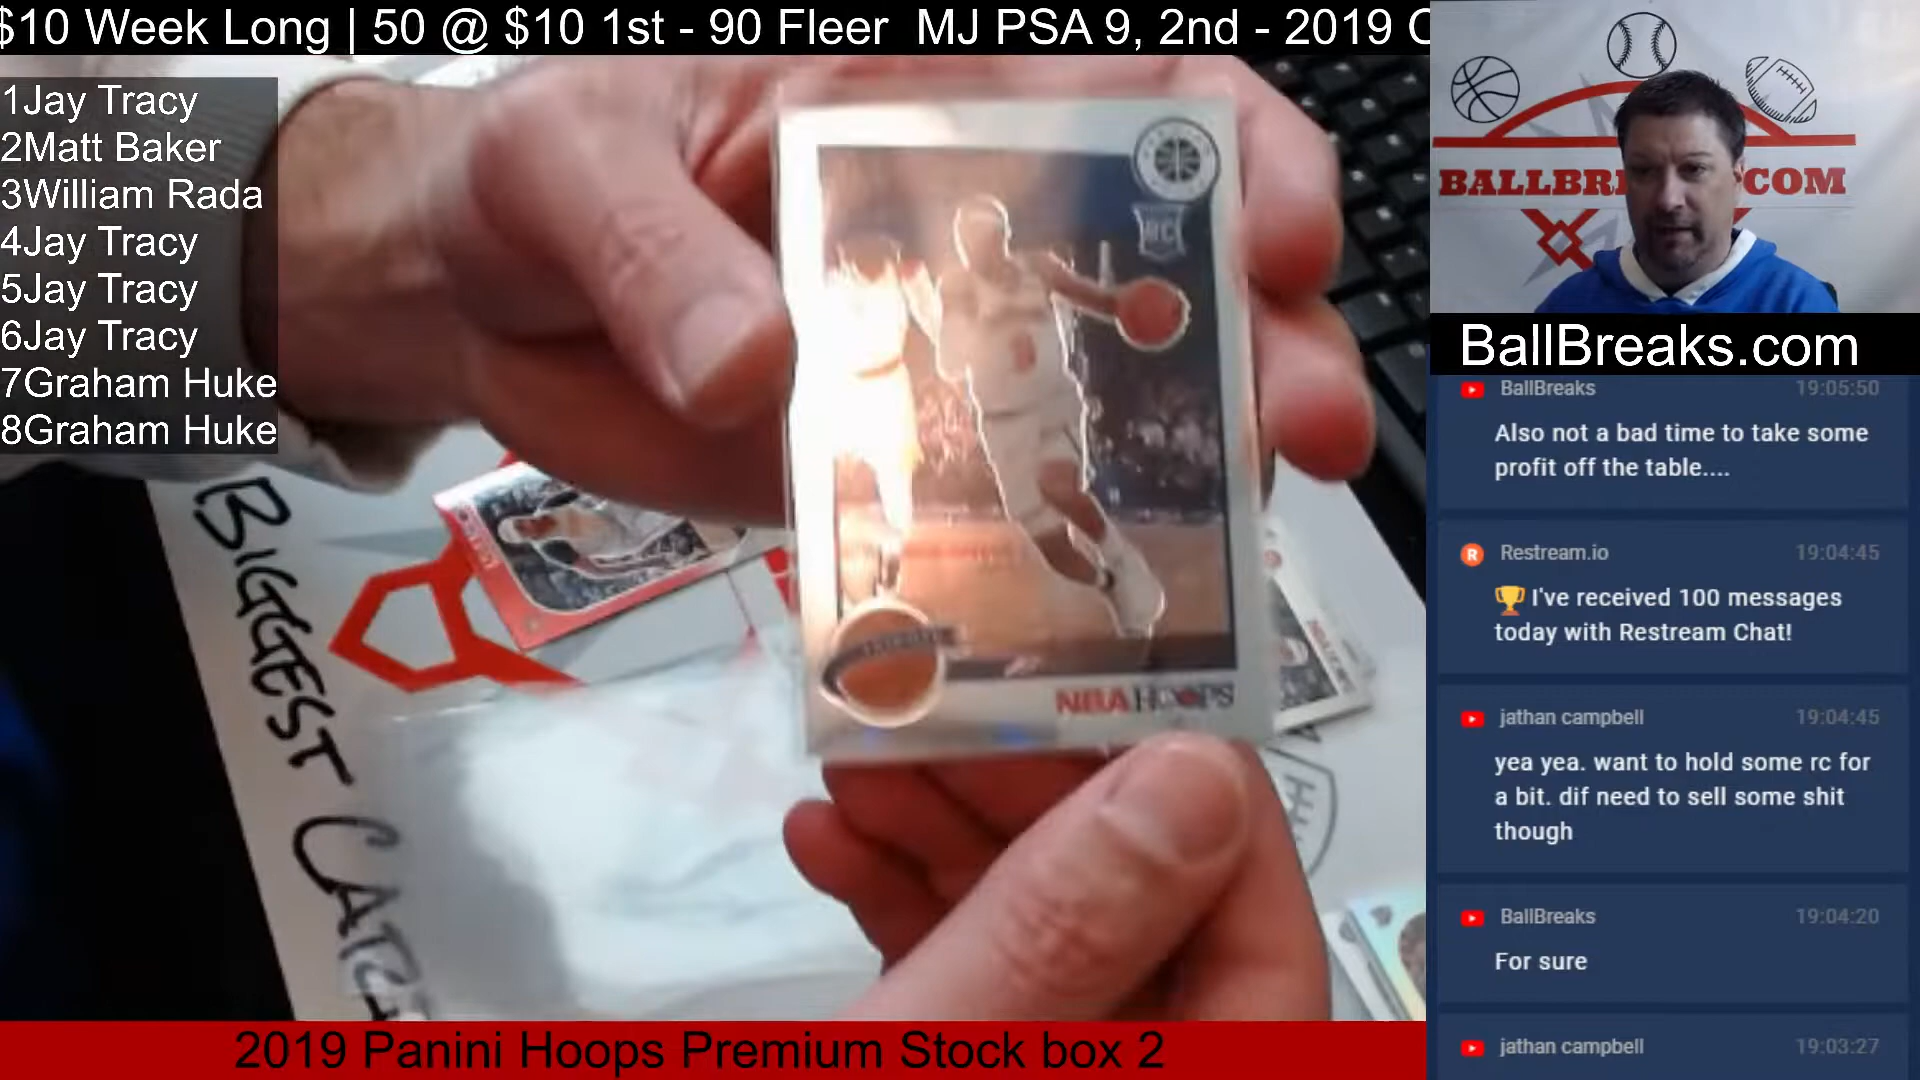 $10 Week Long | 50 @ $10 1st - 90 Fleer MJ PSA 9, 2nd - 2019
1Jay Tracy
2Matt Baker
3William Rada
4Jay Tracy
5Jay Tracy
6Jay Tracy
7Graham Huke
8Graham Huke
RC
NBA HOOPS
BIGGEST
2019 Panini Hoops Premium Stock box 2
BALLBR
COM
BallBreaks.com
BallBreaks 19:05:50
Also not a bad time to take some
profit off the table....
Restream.io 19:04:45
🏆 I've received 100 messages
today with Restream Chat!
jathan campbell 19:04:45
yea yea. want to hold some rc for
a bit. dif need to sell some shit
though
BallBreaks 19:04:20
For sure
jathan campbell 19:03:27